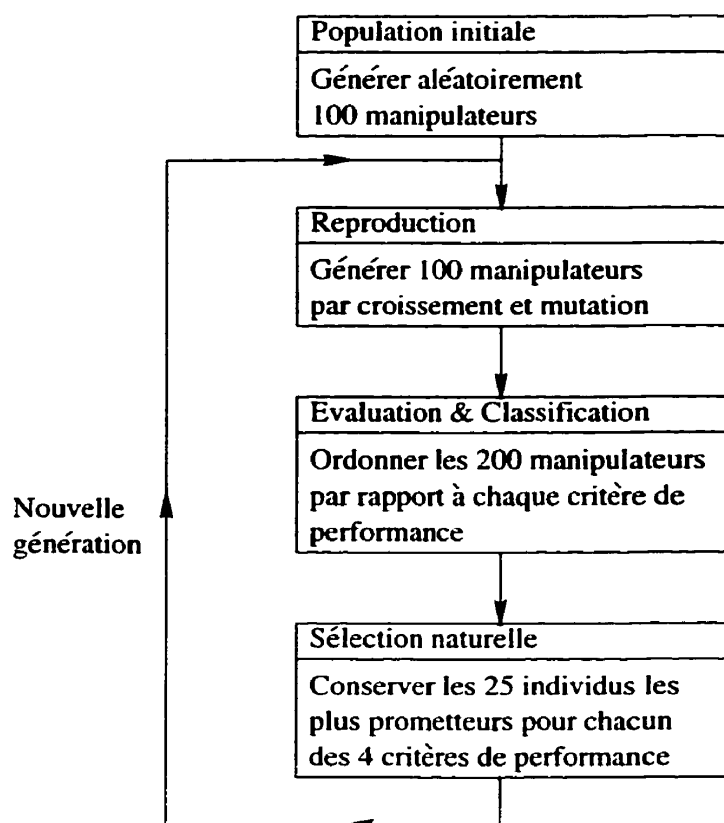 Population initiale
Générer aléatoirement
100 manipulateurs
Reproduction
Générer 100 manipulateurs
par croissement et mutation
Evaluation & Classification
Ordonner les 200 manipulateurs
par rapport à chaque critère de
performance
Nouvelle
génération
Sélection naturelle
Conserver les 25 individus les
plus prometteurs pour chacun
des 4 critères de performance